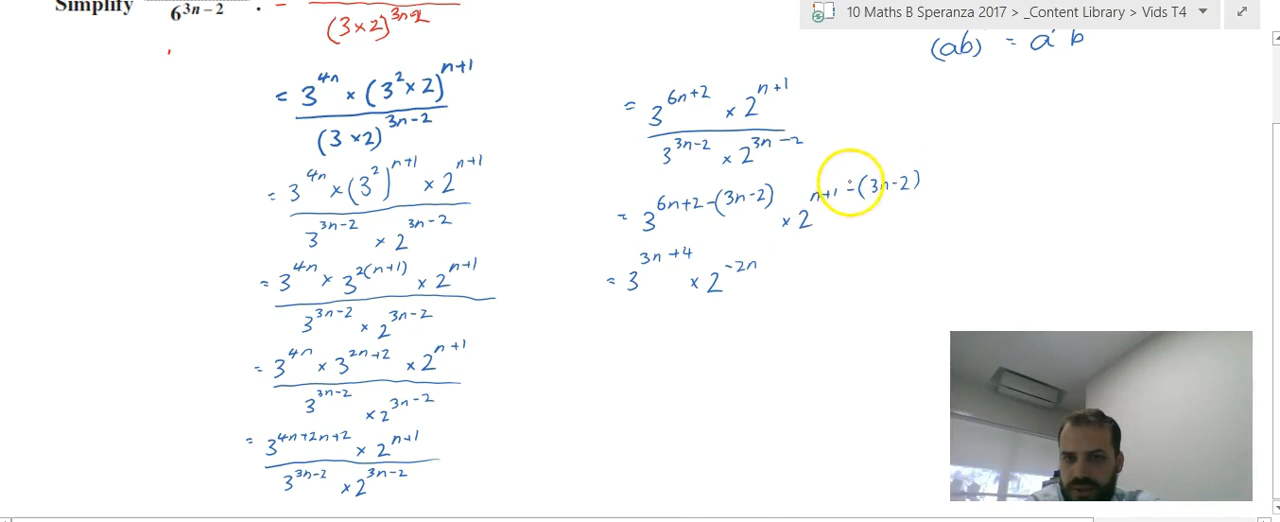 Simplify 6^{3n-2} .
(3×2)^{3n-2}
= 3^{4n} × (3^2 × 2)^{n+1}
(3×2)^{3n-2}
= 3^{4n} × (3^2)^{n+1} × 2^{n+1}
3^{3n-2} × 2^{3n-2}
= 3^{4n} × 3^{2(n+1)} × 2^{n+1}
3^{3n-2} × 2^{3n-2}
= 3^{4n} × 3^{2n+2} × 2^{n+1}
3^{3n-2} × 2^{3n-2}
= 3^{4n+2n+2} × 2^{n+1}
3^{3n-2} × 2^{3n-2}
10 Maths B Speranza 2017 > _Content Library > Vids T4
(ab) = a b
= 3^{6n+2} × 2^{n+1}
3^{3n-2} × 2^{3n-2}
= 3^{6n+2-(3n-2)} × 2^{n+1-(3n-2)}
= 3^{3n+4} × 2^{-2n}